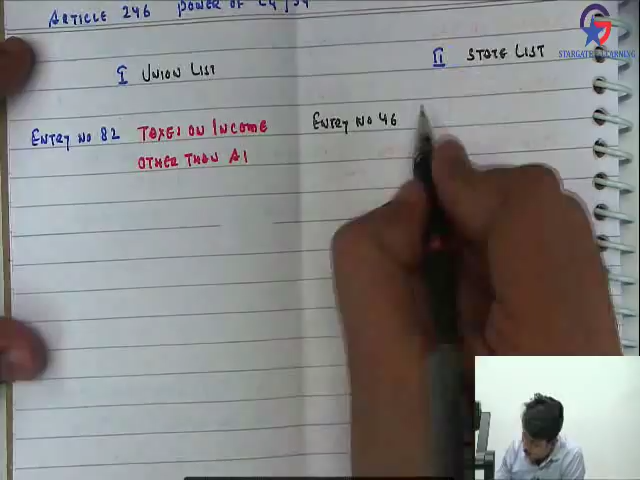 ARTICLE 246 POWER OF
STARGATE LEARNING
I UNION LIST
II STATE LIST
ENTRY NO 82 TAXES ON INCOME
OTHER THAN AI
ENTRY NO 46